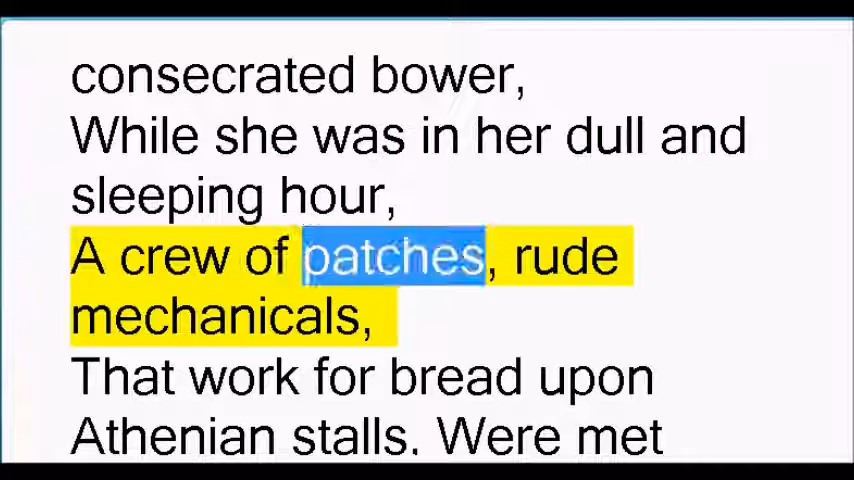 consecrated bower,
While she was in her dull and
sleeping hour,
A crew of patches, rude
mechanicals,
That work for bread upon
Athenian stalls. Were met